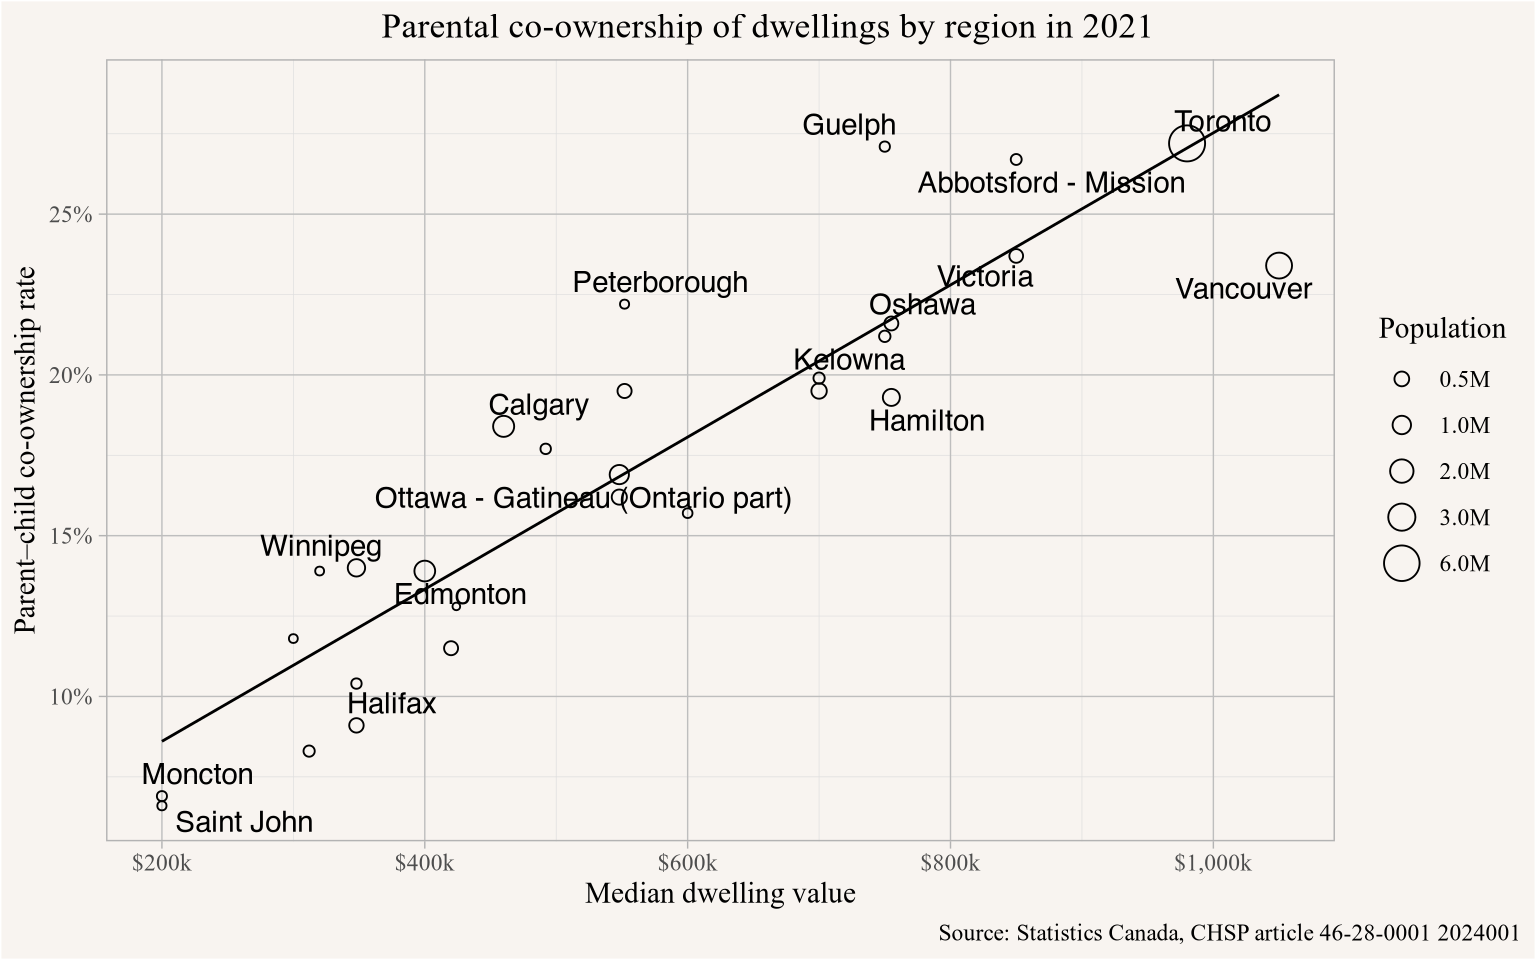 Parental co-ownership of dwellings by region in 2021
Parent–child co-ownership rate
25%
20%
15%
10%
Guelph
Toronto
Abbotsford - Mission
Peterborough
Victoria
Vancouver
Oshawa
Kelowna
Calgary
Hamilton
Ottawa - Gatineau (Ontario part)
Winnipeg
Edmonton
Halifax
Moncton
Saint John
$200k
$400k
$600k
$800k
$1,000k
Median dwelling value
Population
0.5M
1.0M
2.0M
3.0M
6.0M
Source: Statistics Canada, CHSP article 46-28-0001 2024001